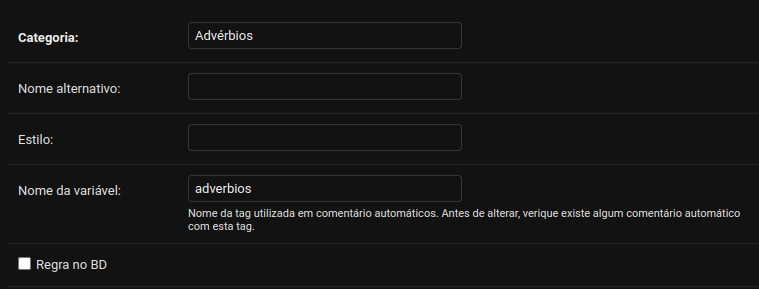 Categoria: Advérbios
Nome alternativo:
Estilo:
Nome da variável: adverbios
Nome da tag utilizada em comentário automáticos. Antes de alterar, verique existe algum comentário automático
com esta tag.
Regra no BD